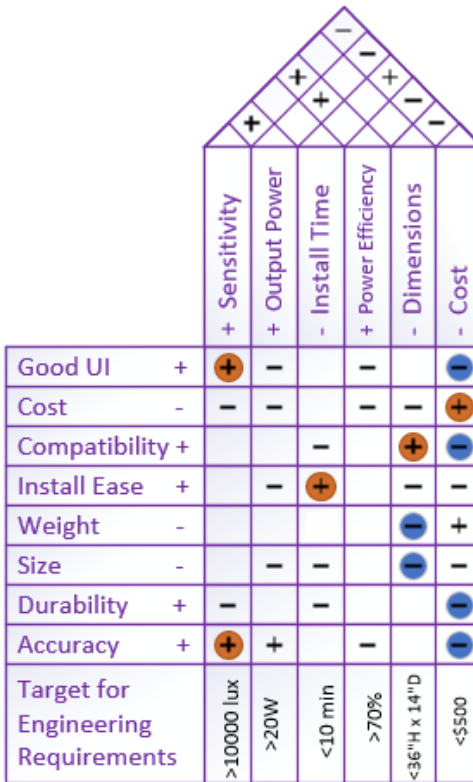 −
−
+ +
+ −
+ −
+ Sensitivity
+ Output Power
- Install Time
+ Power Efficiency
- Dimensions
- Cost
Good UI + + − − −
Cost - − − − − +
Compatibility + − + −
Install Ease + − + − −
Weight - − +
Size - − − − −
Durability + − − −
Accuracy + + + − −
Target for
Engineering
Requirements
>10000 lux
>20W
<10 min
>70%
<36"H x 14"D
<$500